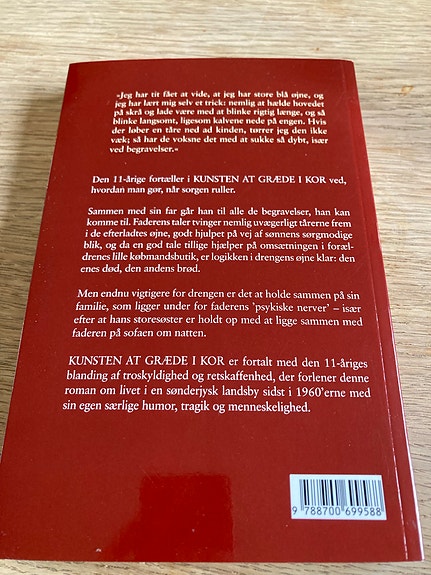 »Jeg har tit fået at vide, at jeg har store blå øjne, og
jeg har lært mig selv et trick: nemlig at hælde hovedet
på skrå og lade være med at blinke rigtig længe, og så
blinke langsomt, ligesom kalvene nede på engen. Hvis
der løber en tåre ned ad kinden, tørrer jeg den ikke
væk; så har de voksne det med at sukke så dybt, især
ved begravelser.«
Den 11-årige fortæller i KUNSTEN AT GRÆDE I KOR ved,
hvordan man gør, når sorgen ruller.
Sammen med sin far går han til alle de begravelser, han kan
komme til. Faderens taler tvinger nemlig uvægerligt tårerne frem
i de efterladtes øjne, godt hjulpet på vej af sønnens sørgmodige
blik, og da en god tale tillige hjælper på omsætningen i foræl-
drenes lille købmandsbutik, er logikken i drengens øjne klar: den
enes død, den andens brød.
Men endnu vigtigere for drengen er det at holde sammen på sin
familie, som ligger under for faderens 'psykiske nerver' – især
efter at hans storesøster er holdt op med at ligge sammen med
faderen på sofaen om natten.
KUNSTEN AT GRÆDE I KOR er fortalt med den 11-åriges
blanding af troskyldighed og retskaffenhed, der forlener denne
roman om livet i en sønderjysk landsby sidst i 1960'erne med
sin egen særlige humor, tragik og menneskelighed.
9 788700 699588